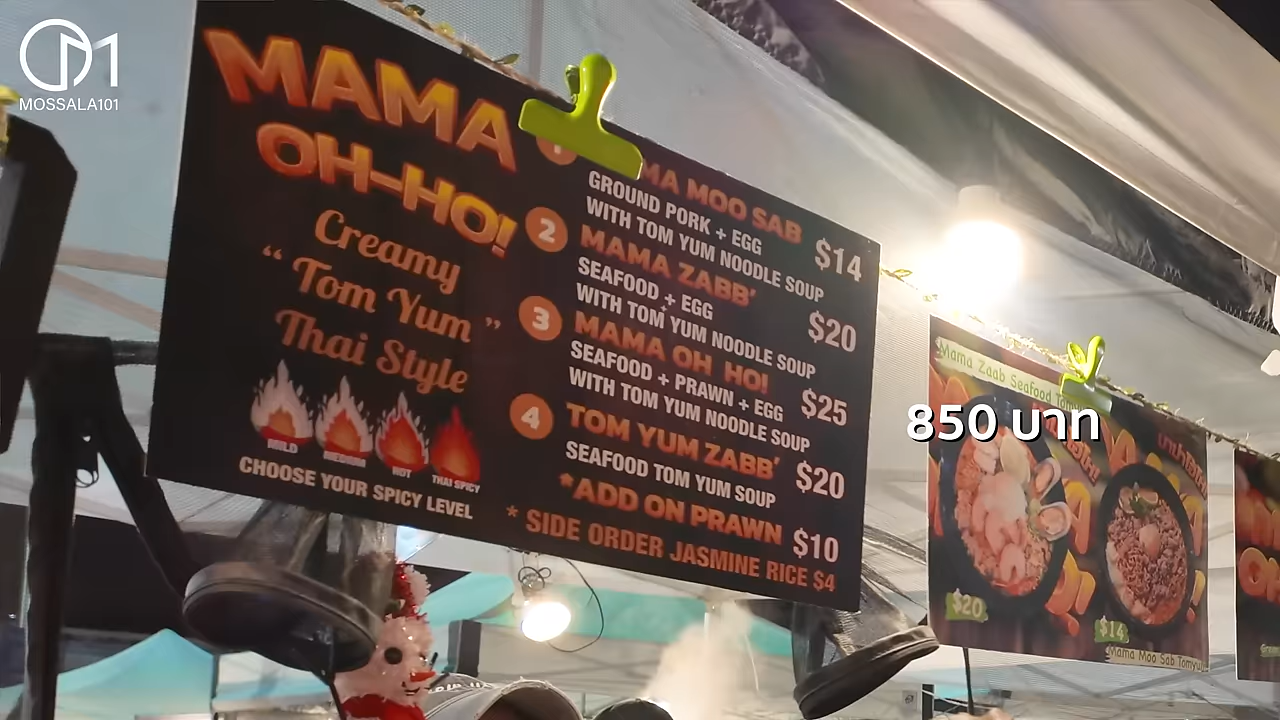 MOSSALA101
MAMA
OH-HO!
Creamy
“ Tom Yum ”
Thai Style
MILD
MEDIUM
HOT
THAI SPICY
CHOOSE YOUR SPICY LEVEL
MA MOO SAB
GROUND PORK + EGG
WITH TOM YUM NOODLE SOUP
$14
2
MAMA ZABB'
SEAFOOD + EGG
WITH TOM YUM NOODLE SOUP
$20
3
MAMA OH HO!
SEAFOOD + PRAWN + EGG
WITH TOM YUM NOODLE SOUP
$25
4
TOM YUM ZABB'
SEAFOOD TOM YUM SOUP
$20
*ADD ON PRAWN
$10
* SIDE ORDER JASMINE RICE $4
850 บาท
Mama Zaab Seafood
$20
$14
Mama Moo Sab Tomyum